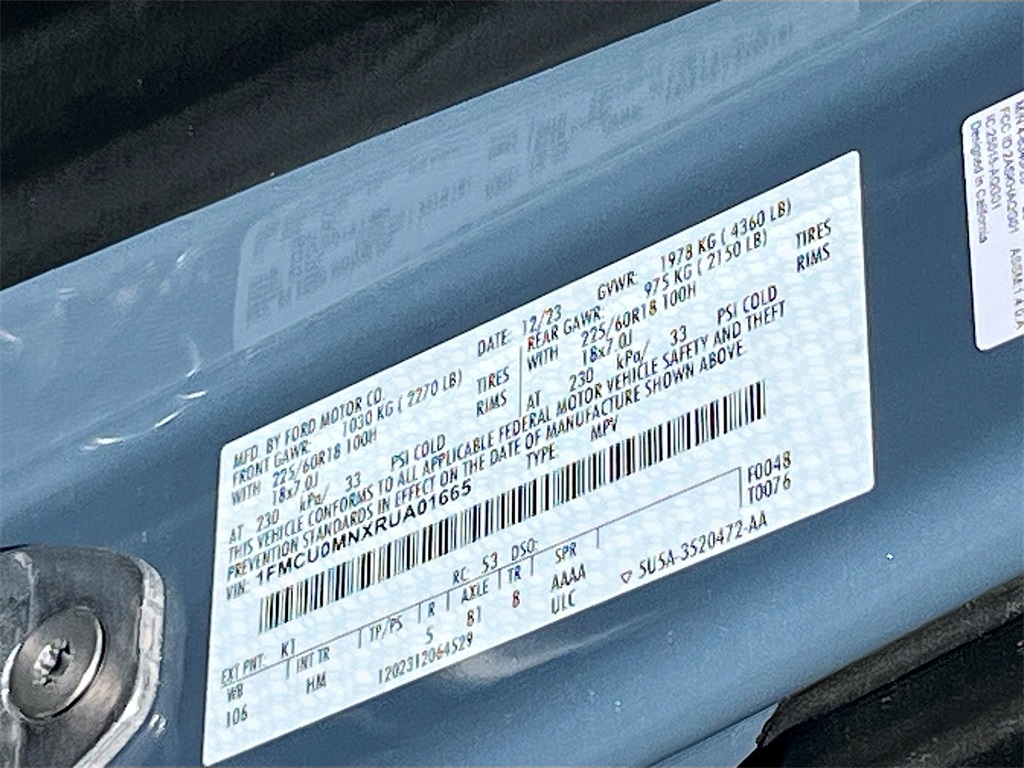 MFD. BY FORD MOTOR CO.
DATE: 12/23 GVWR: 1978 KG ( 4360 LB)
FRONT GAWR: 1030 KG ( 2270 LB) REAR GAWR: 975 KG ( 2150 LB)
WITH 225/60R18 100H TIRES WITH 225/60R18 100H TIRES
18x7.0J RIMS 18x7.0J RIMS
AT 230 kPa/ 33 PSI COLD AT 230 kPa/ 33 PSI COLD
THIS VEHICLE CONFORMS TO ALL APPLICABLE FEDERAL MOTOR VEHICLE SAFETY AND THEFT
PREVENTION STANDARDS IN EFFECT ON THE DATE OF MANUFACTURE SHOWN ABOVE.
VIN: 1FMCU0MNXRUA01665 TYPE: MPV
F0048
T0076
EXT PNT: K1 RC: 53 DSO:
WB INT TR TP/PS R AXLE TR SPR
106 HM 5 B1 8 AAAA
ULC
1202312064529
5U5A-3520472-AA
IC: 25015-AQG01
Designed in California